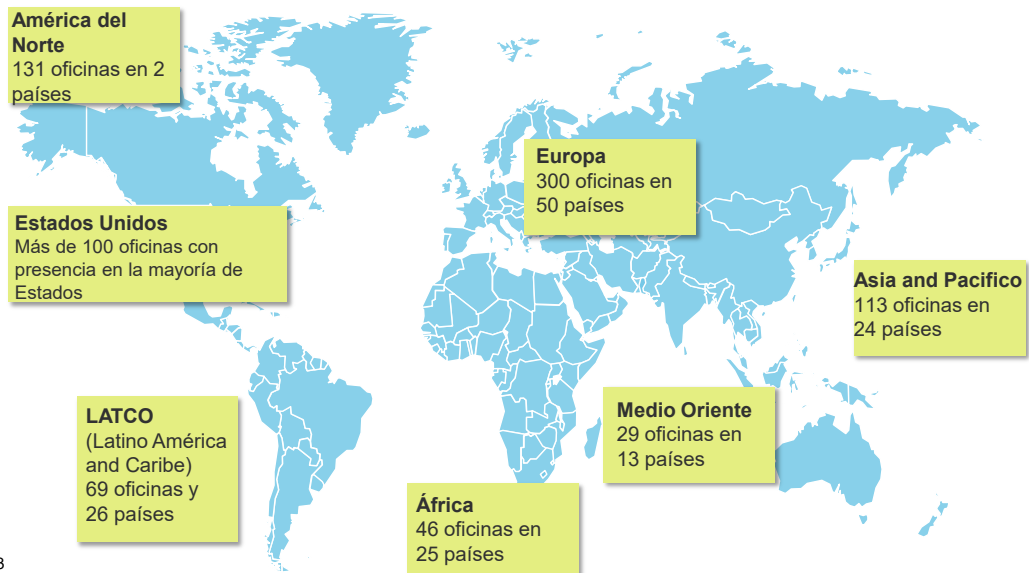 América del
Norte
131 oficinas en 2
países
Europa
300 oficinas en
50 países
Estados Unidos
Más de 100 oficinas con
presencia en la mayoría de
Estados
Asia and Pacifico
113 oficinas en
24 países
LATCO
(Latino América
and Caribe)
69 oficinas y
26 países
Medio Oriente
29 oficinas en
13 países
África
46 oficinas en
25 países